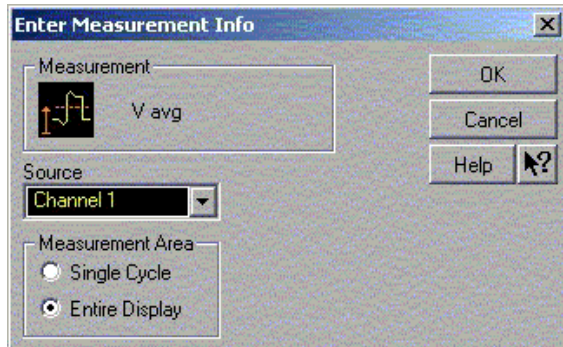 Enter Measurement Info
Measurement
V avg
OK
Cancel
Help
?
Source
Channel 1
Measurement Area
Single Cycle
Entire Display